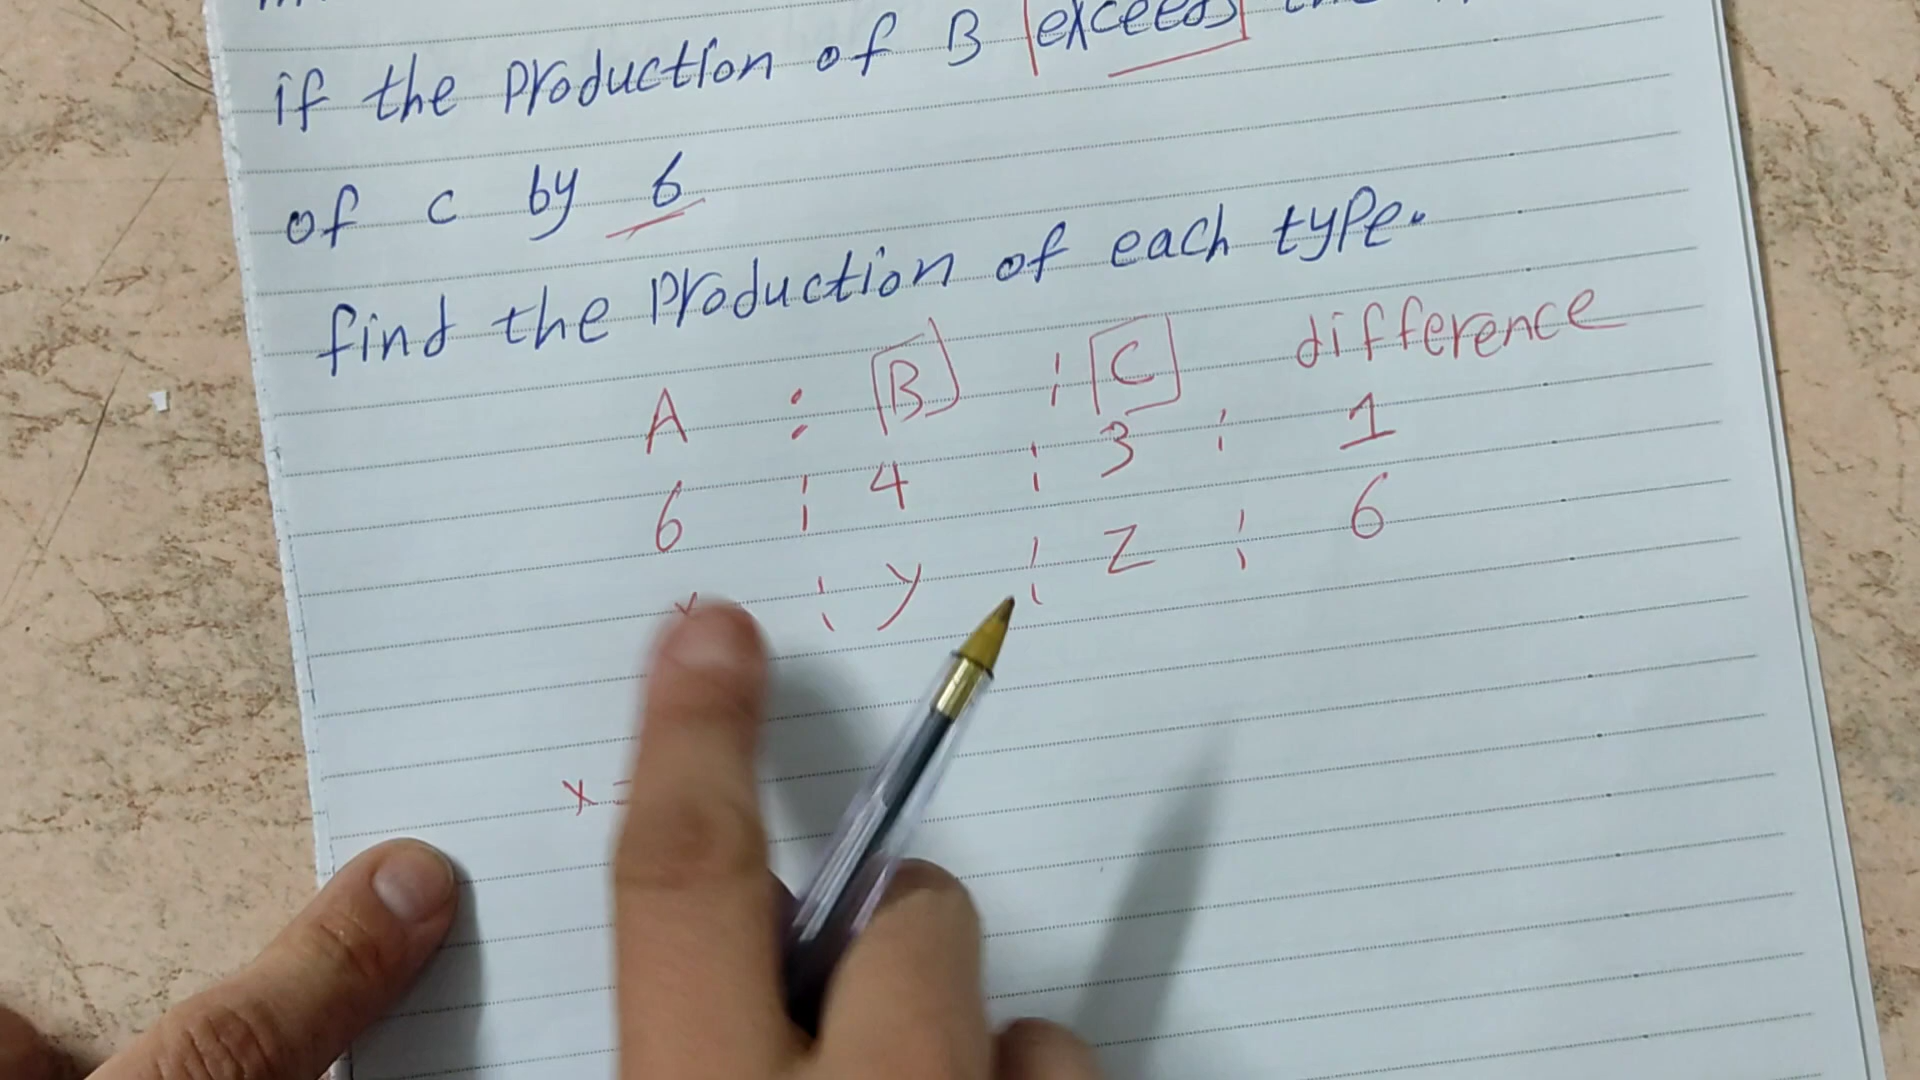 if the production of B exceeds
of c by 6
find the production of each type.
A : B : C difference
6 : 4 : 3 : 1
x : y : z : 6
x =